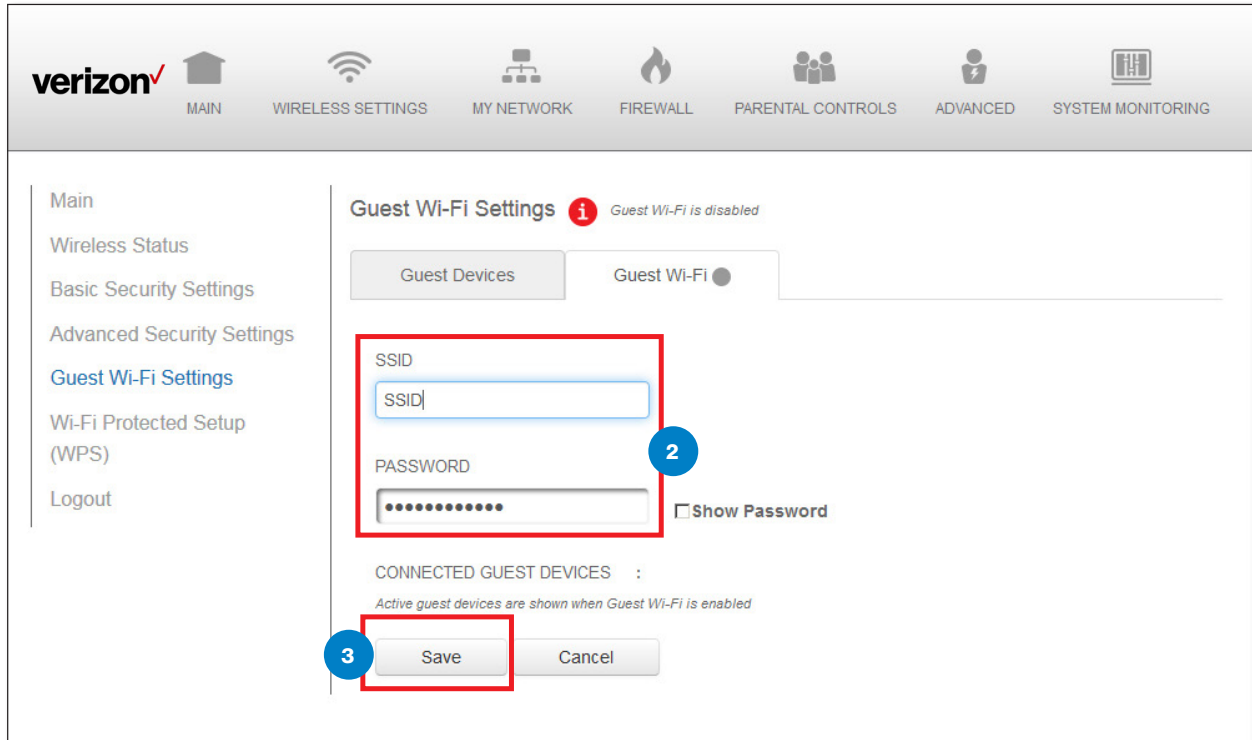 verizon
MAIN
WIRELESS SETTINGS
MY NETWORK
FIREWALL
PARENTAL CONTROLS
ADVANCED
SYSTEM MONITORING
Main
Wireless Status
Basic Security Settings
Advanced Security Settings
Guest Wi-Fi Settings
Wi-Fi Protected Setup
(WPS)
Logout
Guest Wi-Fi Settings i Guest Wi-Fi is disabled
Guest Devices
Guest Wi-Fi
SSID
SSID
2
PASSWORD
••••••••••••
Show Password
CONNECTED GUEST DEVICES :
Active guest devices are shown when Guest Wi-Fi is enabled
3
Save
Cancel